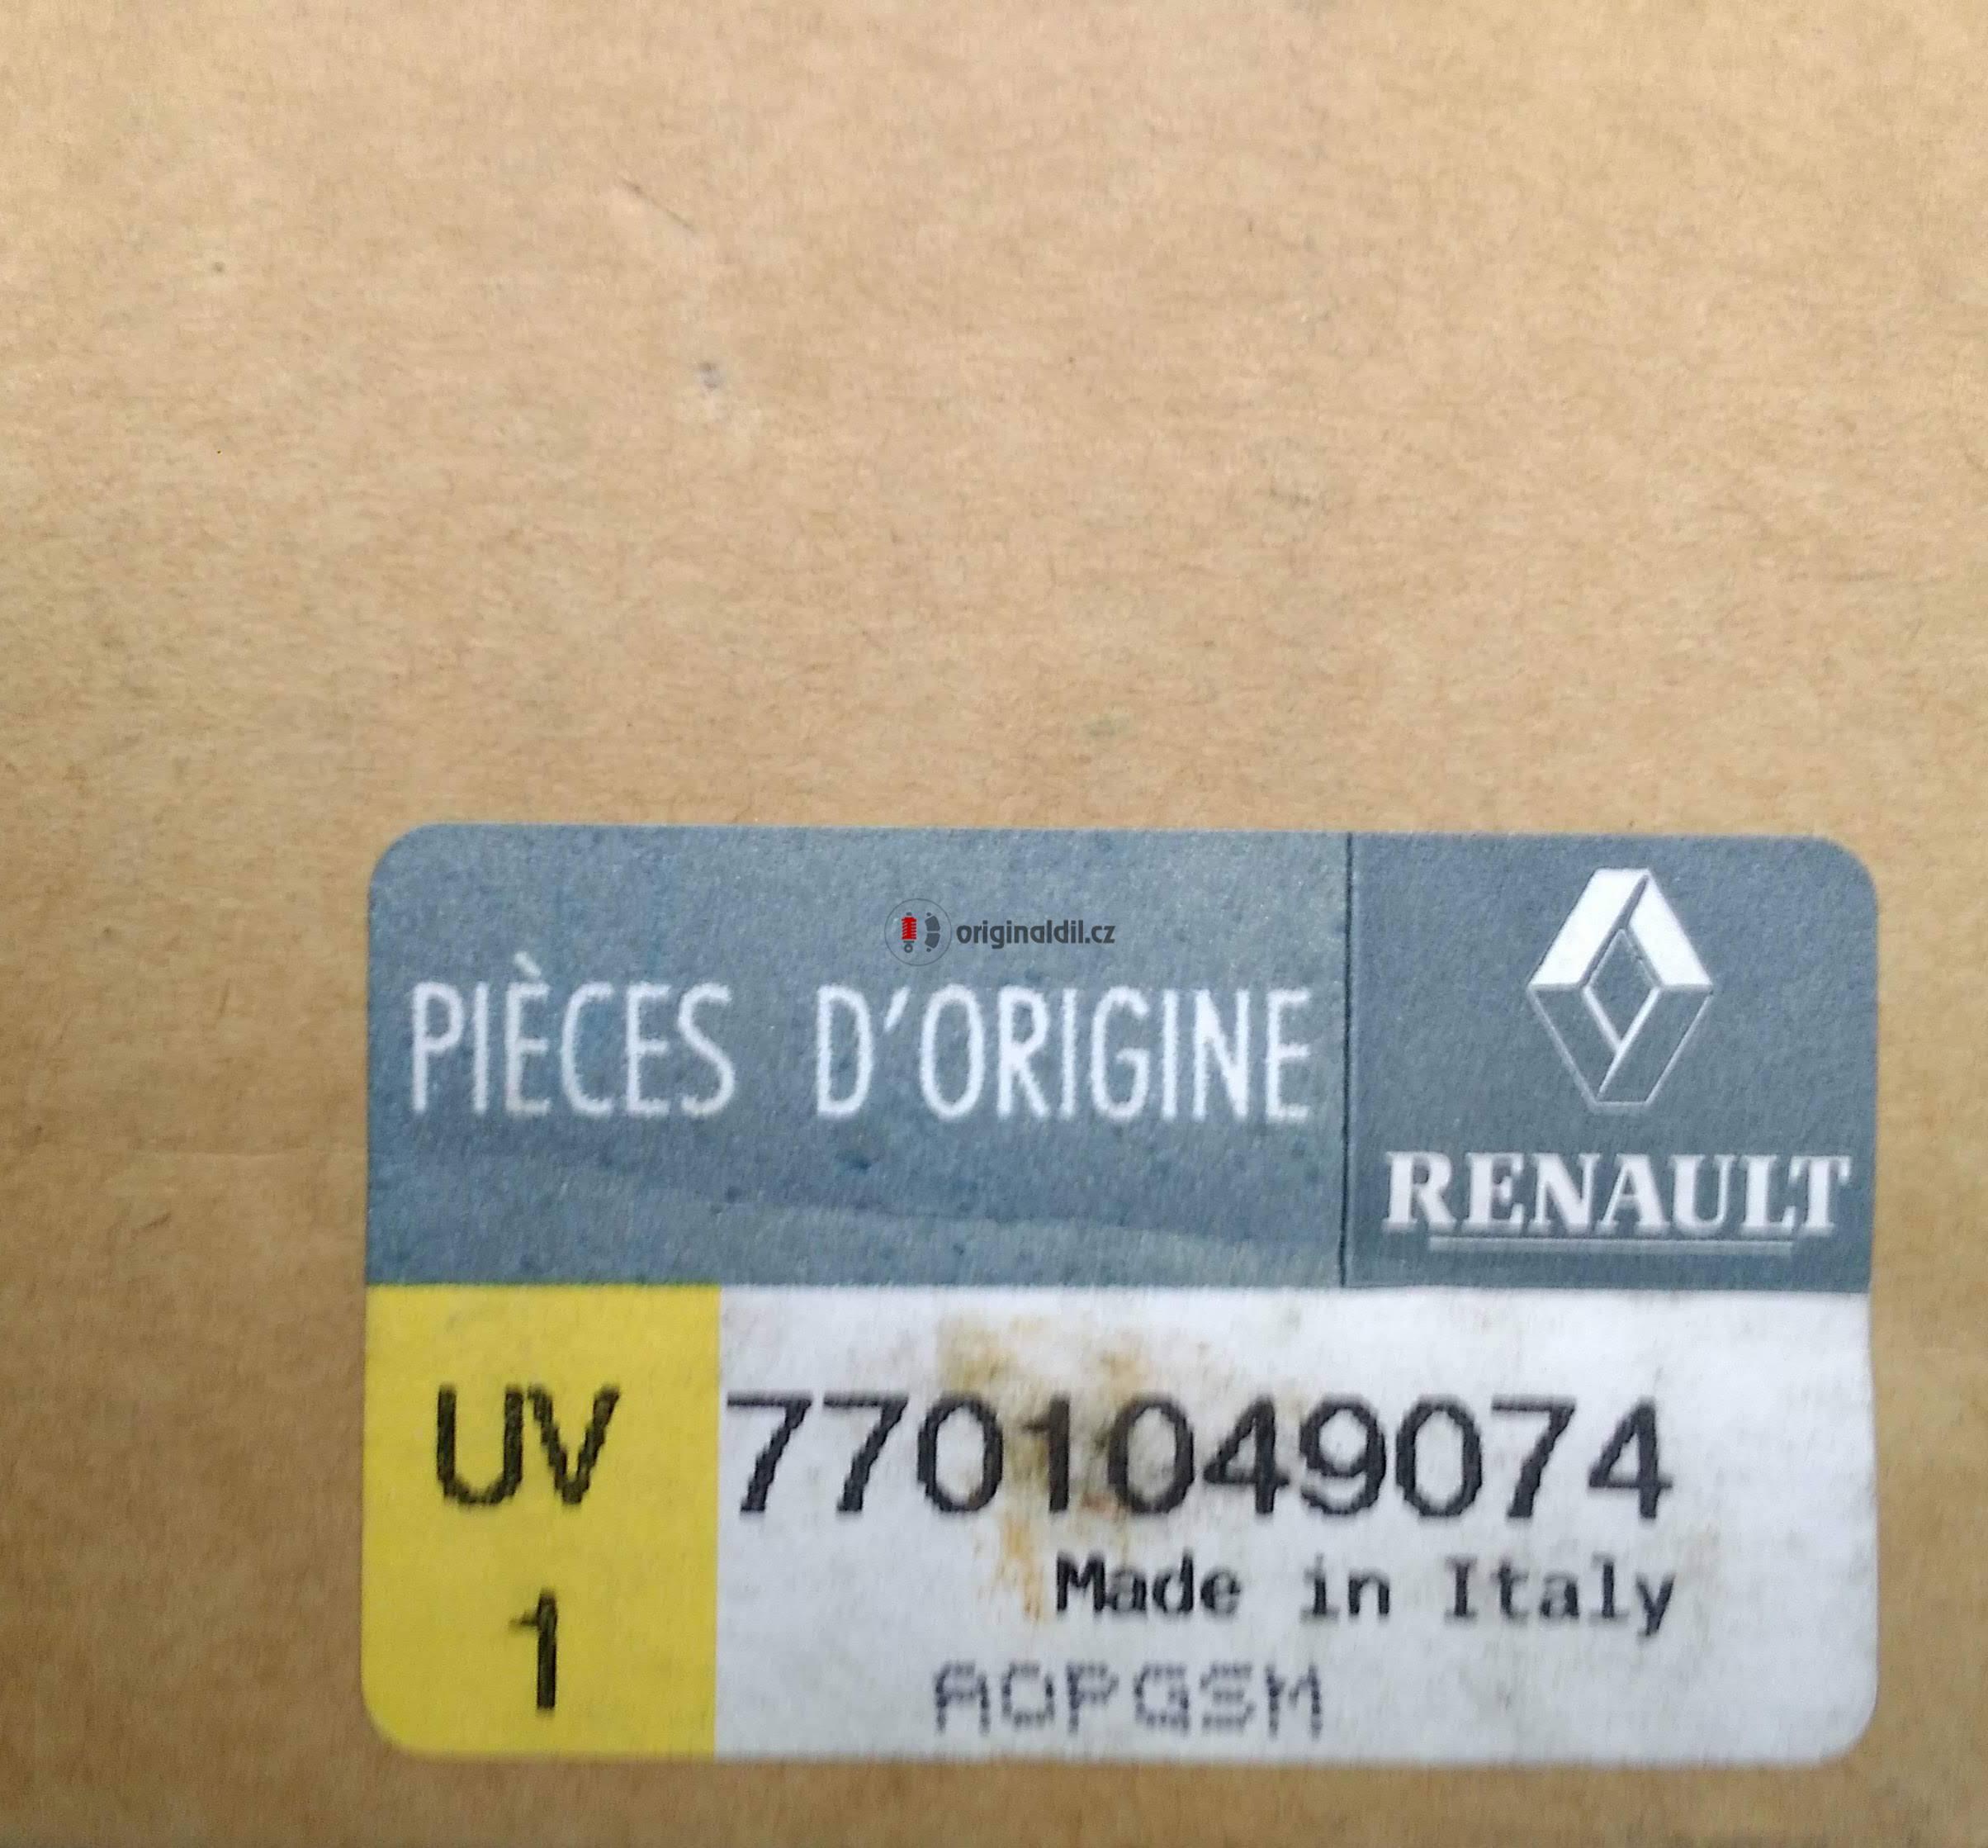 originaldil.cz
PIÈCES D'ORIGINE
RENAULT
UV 7701049074
Made in Italy
1
AOPGSM